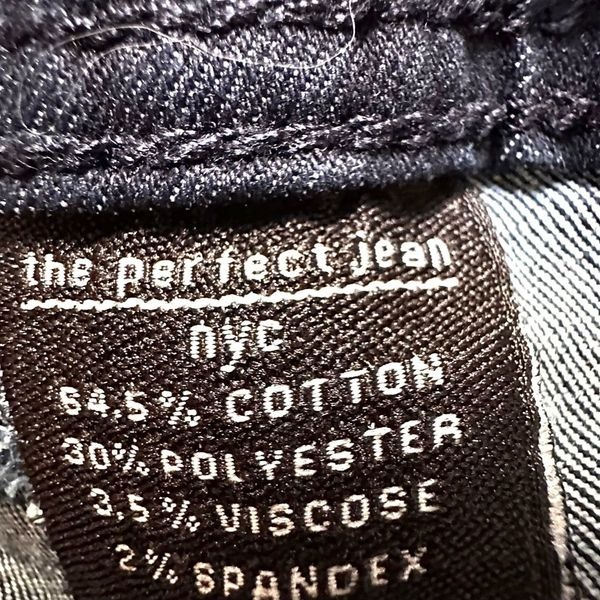 the perfect jean
nyc
64.5% COTTON
30% POLYESTER
3.5% VISCOSE
2% SPANDEX